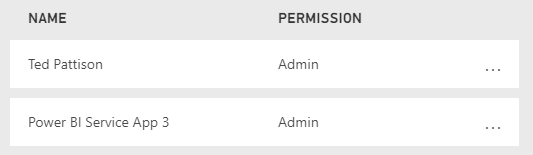 NAME PERMISSION
Ted Pattison Admin ...
Power BI Service App 3 Admin ...